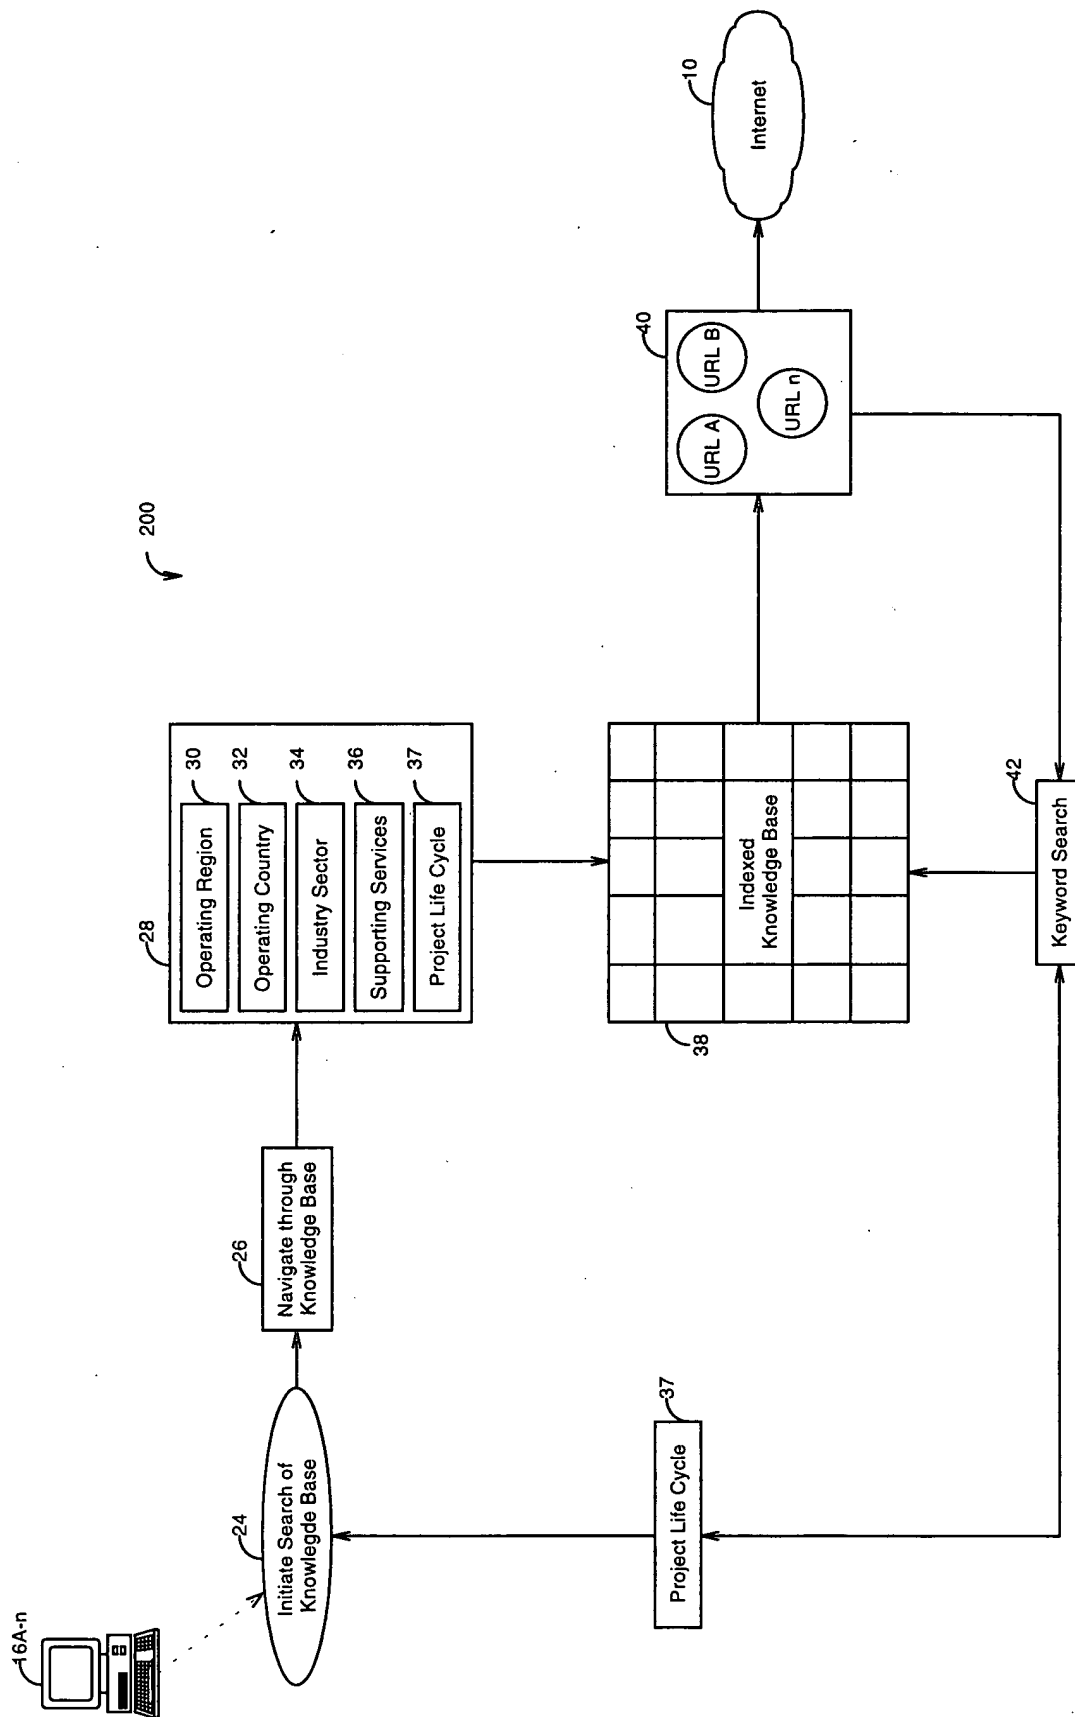 16A-n
24
Initiate Search of
Knowlegde Base
26
Navigate through
Knowledge Base
28
Operating Region
30
Operating Country
32
Industry Sector
34
Supporting Services
36
Project Life Cycle
37
200
37
Project Life Cycle
38
Indexed
Knowledge Base
40
URL A
URL B
URL n
10
Internet
42
Keyword Search